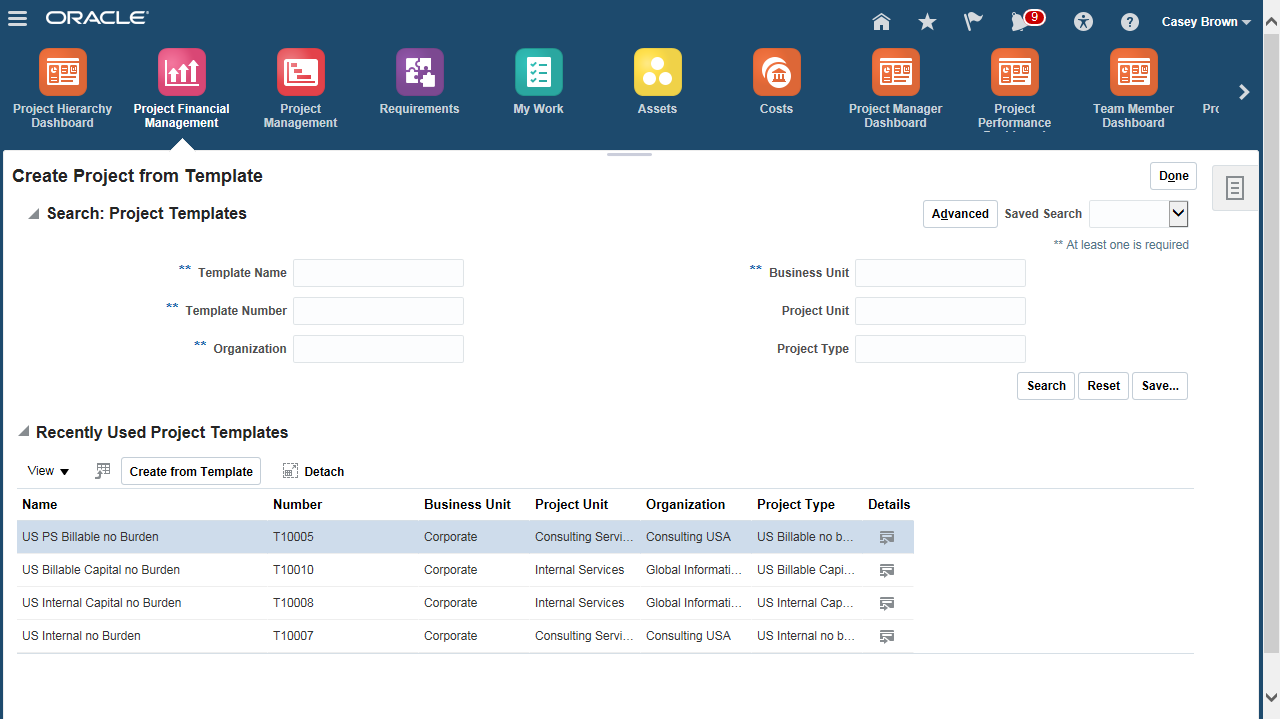 ORACLE
9
Casey Brown
Project Hierarchy
Dashboard
Project Financial
Management
Project
Management
Requirements
My Work
Assets
Costs
Project Manager
Dashboard
Project
Performance
Team Member
Dashboard
Create Project from Template
Done
Search: Project Templates
Advanced Saved Search
** At least one is required
** Template Name
** Business Unit
** Template Number
Project Unit
** Organization
Project Type
Search Reset Save...
Recently Used Project Templates
View Create from Template Detach
Name Number Business Unit Project Unit Organization Project Type Details
US PS Billable no Burden T10005 Corporate Consulting Servi... Consulting USA US Billable no b...
US Billable Capital no Burden T10010 Corporate Internal Services Global Informati... US Billable Capi...
US Internal Capital no Burden T10008 Corporate Internal Services Global Informati... US Internal Cap...
US Internal no Burden T10007 Corporate Consulting Servi... Consulting USA US Internal no b...